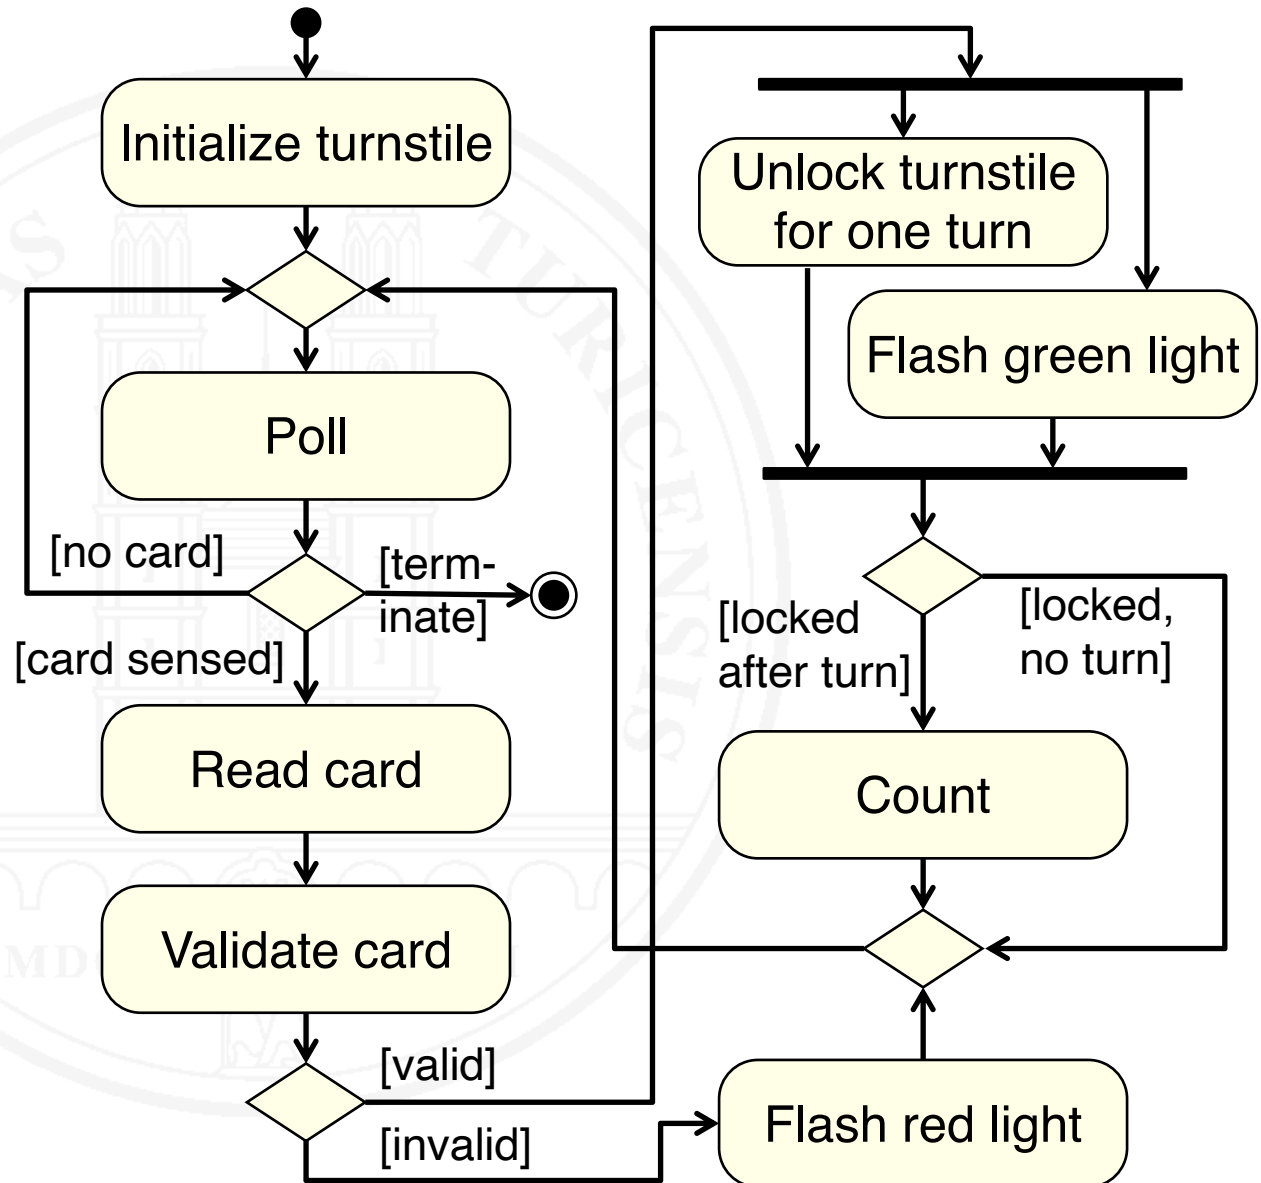 Initialize turnstile
Poll
[no card]
[term-
inate]
[card sensed]
Read card
Validate card
[valid]
[invalid]
Unlock turnstile
for one turn
Flash green light
[locked
after turn]
[locked,
no turn]
Count
Flash red light
TURICENSIS